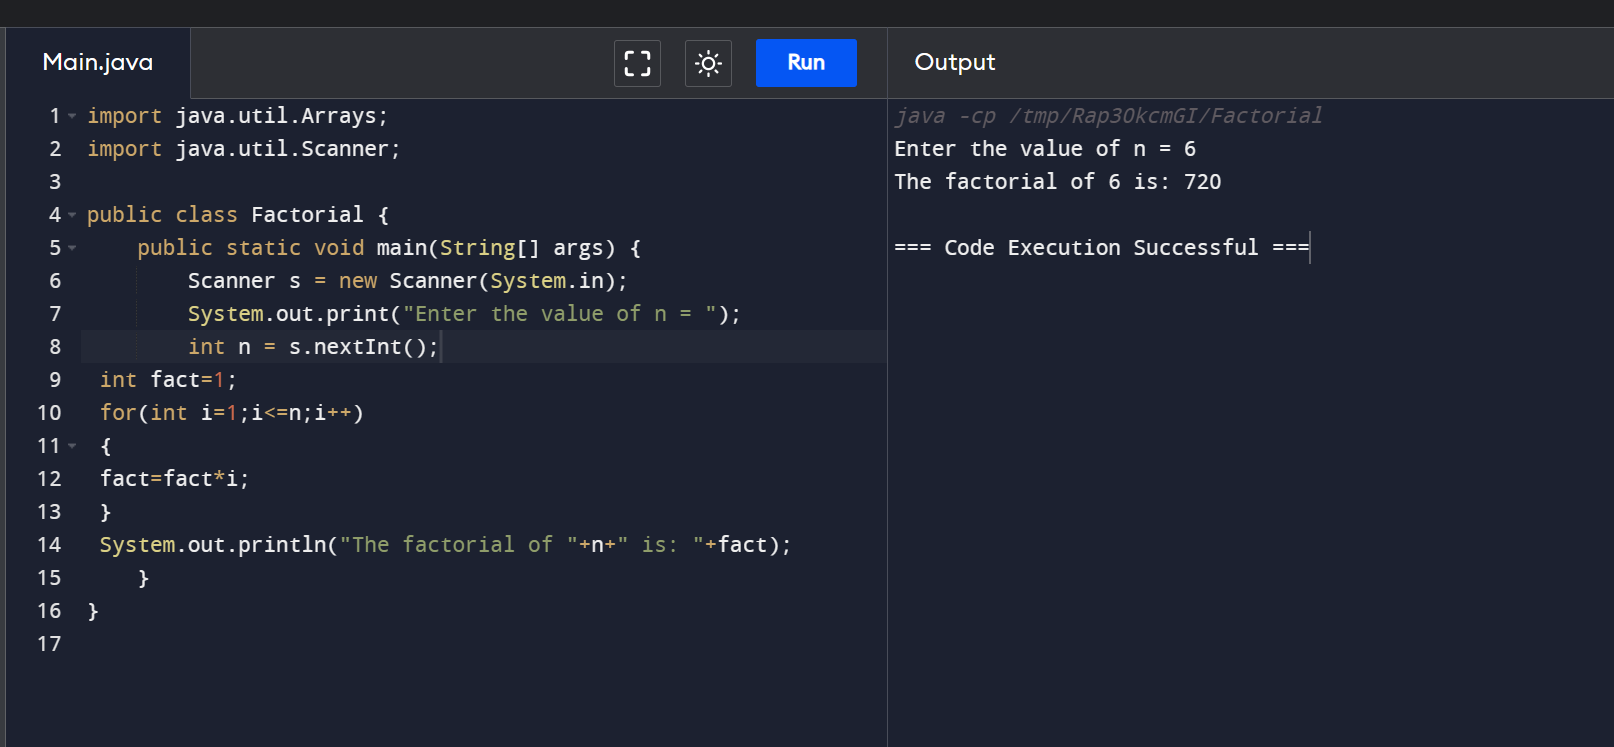 Main.java
Run
Output
1 import java.util.Arrays;
2 import java.util.Scanner;
3
4 public class Factorial {
5     public static void main(String[] args) {
6         Scanner s = new Scanner(System.in);
7         System.out.print("Enter the value of n = ");
8         int n = s.nextInt();
9  int fact=1;
10  for(int i=1;i<=n;i++)
11  {
12  fact=fact*i;
13  }
14  System.out.println("The factorial of "+n+" is: "+fact);
15     }
16 }
17
java -cp /tmp/Rap3OkcmGI/Factorial
Enter the value of n = 6
The factorial of 6 is: 720
=== Code Execution Successful ===